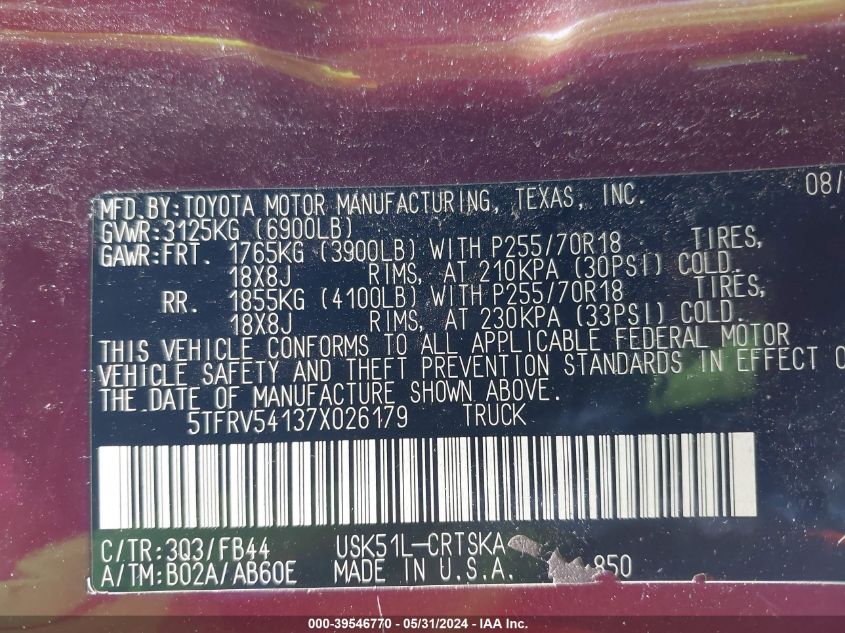 MFD.BY:TOYOTA MOTOR MANUFACTURING, TEXAS, INC. 08/
GVWR:3125KG (6900LB)
GAWR:FRT. 1765KG (3900LB) WITH P255/70R18 TIRES,
18X8J RIMS, AT 210KPA (30PSI) COLD.
RR. 1855KG (4100LB) WITH P255/70R18 TIRES,
18X8J RIMS, AT 230KPA (33PSI) COLD.
THIS VEHICLE CONFORMS TO ALL APPLICABLE FEDERAL MOTOR
VEHICLE SAFETY AND THEFT PREVENTION STANDARDS IN EFFECT O
THE DATE OF MANUFACTURE SHOWN ABOVE.
5TFRV54137X026179 TRUCK
C/TR:3Q3/FB44 USK51L-CRTSKA
A/TM:B02A/AB60E MADE IN U.S.A. 850
000-39546770 - 05/31/2024 - IAA Inc.